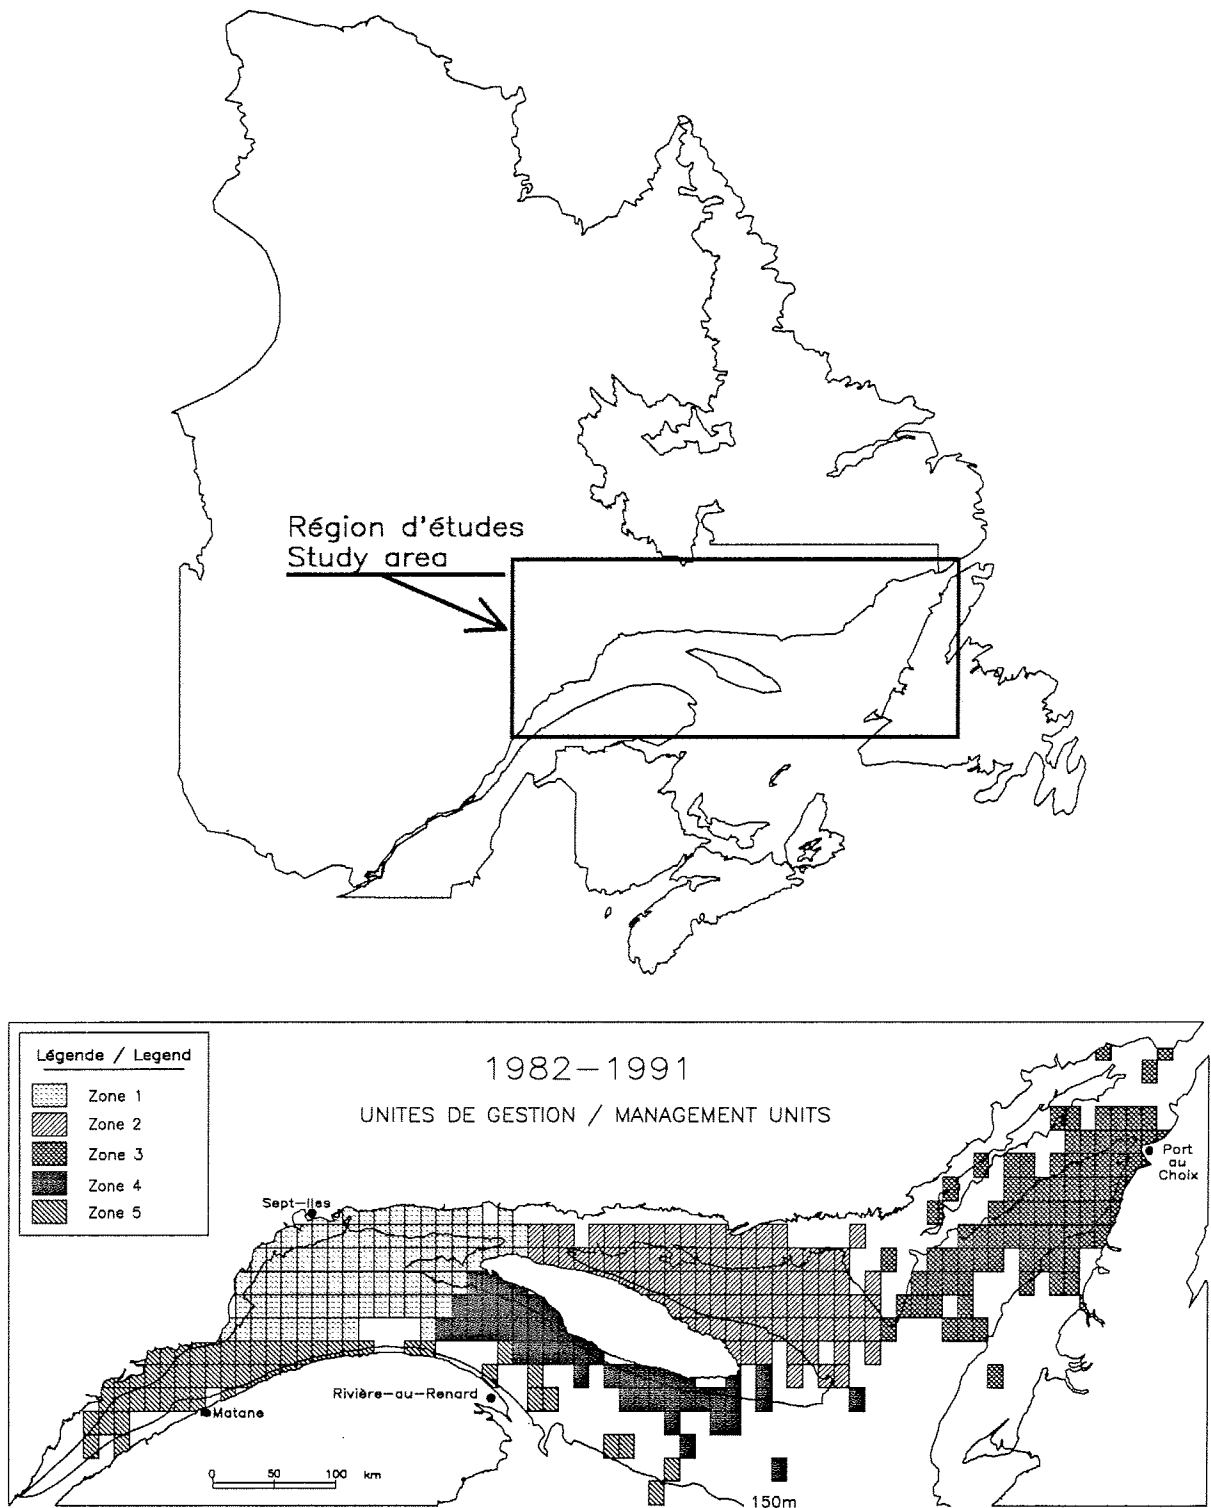 Région d'études
Study area
Légende / Legend
Zone 1
Zone 2
Zone 3
Zone 4
Zone 5
1982-1991
UNITES DE GESTION / MANAGEMENT UNITS
Sept-Iles
Port
au
Choix
Rivière-au-Renard
Matane
0 50 100 km
150m